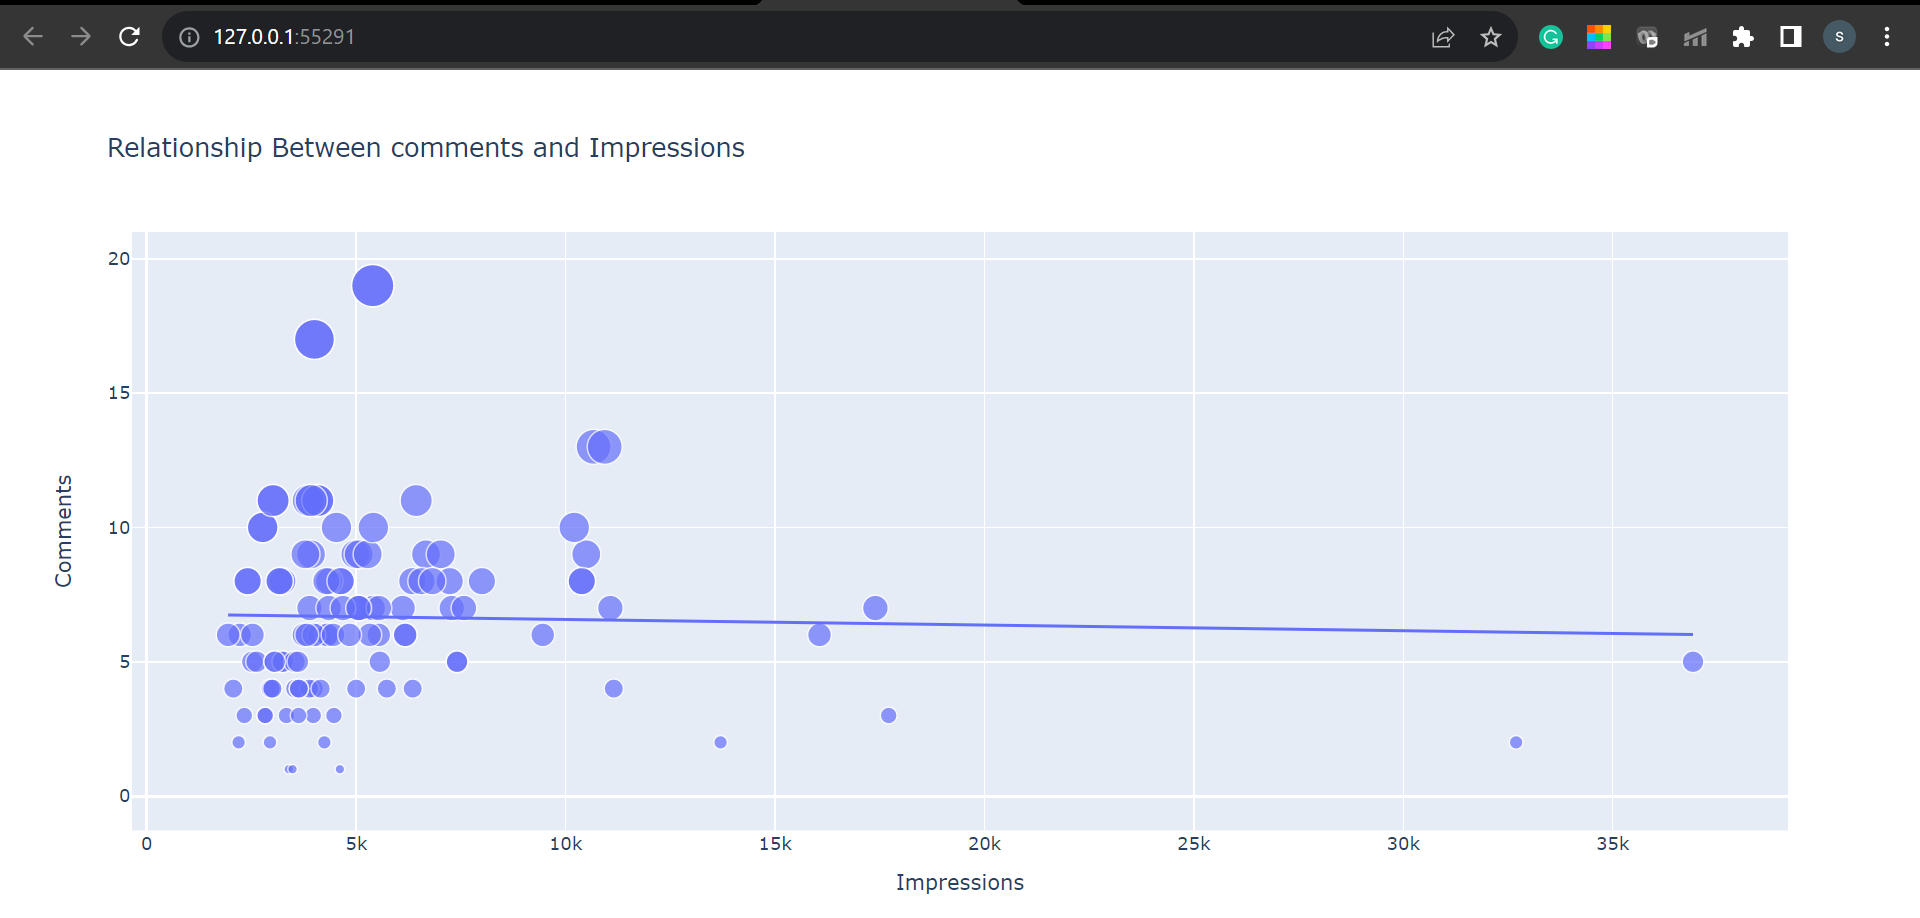 127.0.0.1:55291
S
Relationship Between comments and Impressions
20
15
10
5
0
Comments
0 5k 10k 15k 20k 25k 30k 35k
Impressions